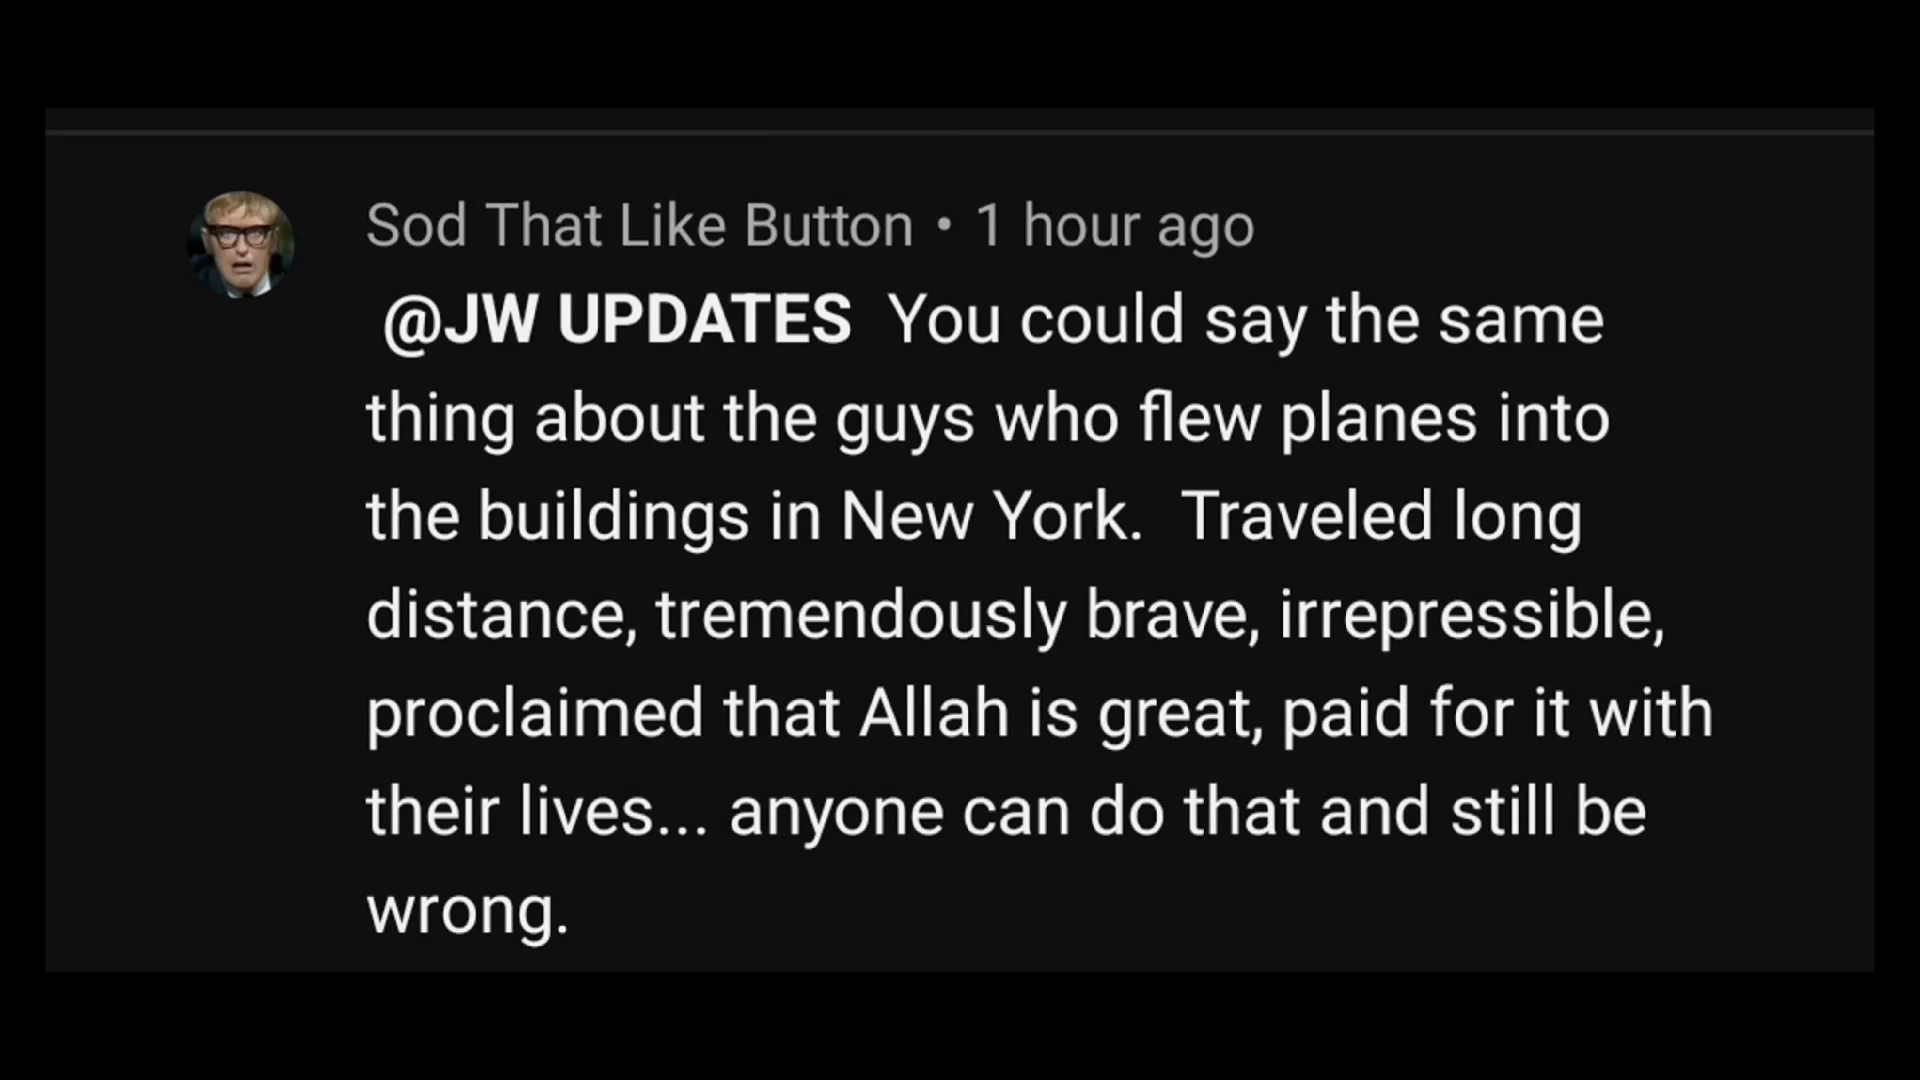 Sod That Like Button • 1 hour ago
@JW UPDATES You could say the same
thing about the guys who flew planes into
the buildings in New York. Traveled long
distance, tremendously brave, irrepressible,
proclaimed that Allah is great, paid for it with
their lives... anyone can do that and still be
wrong.